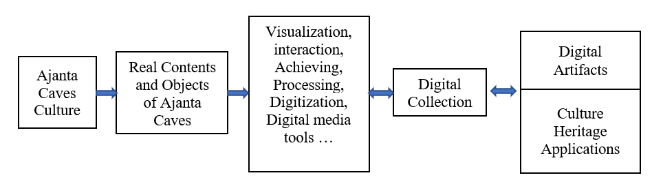 Ajanta
Caves
Culture
Real Contents
and Objects
of Ajanta
Caves
Visualization,
interaction,
Achieving,
Processing,
Digitization,
Digital media
tools ...
Digital
Collection
Digital
Artifacts
Culture
Heritage
Applications